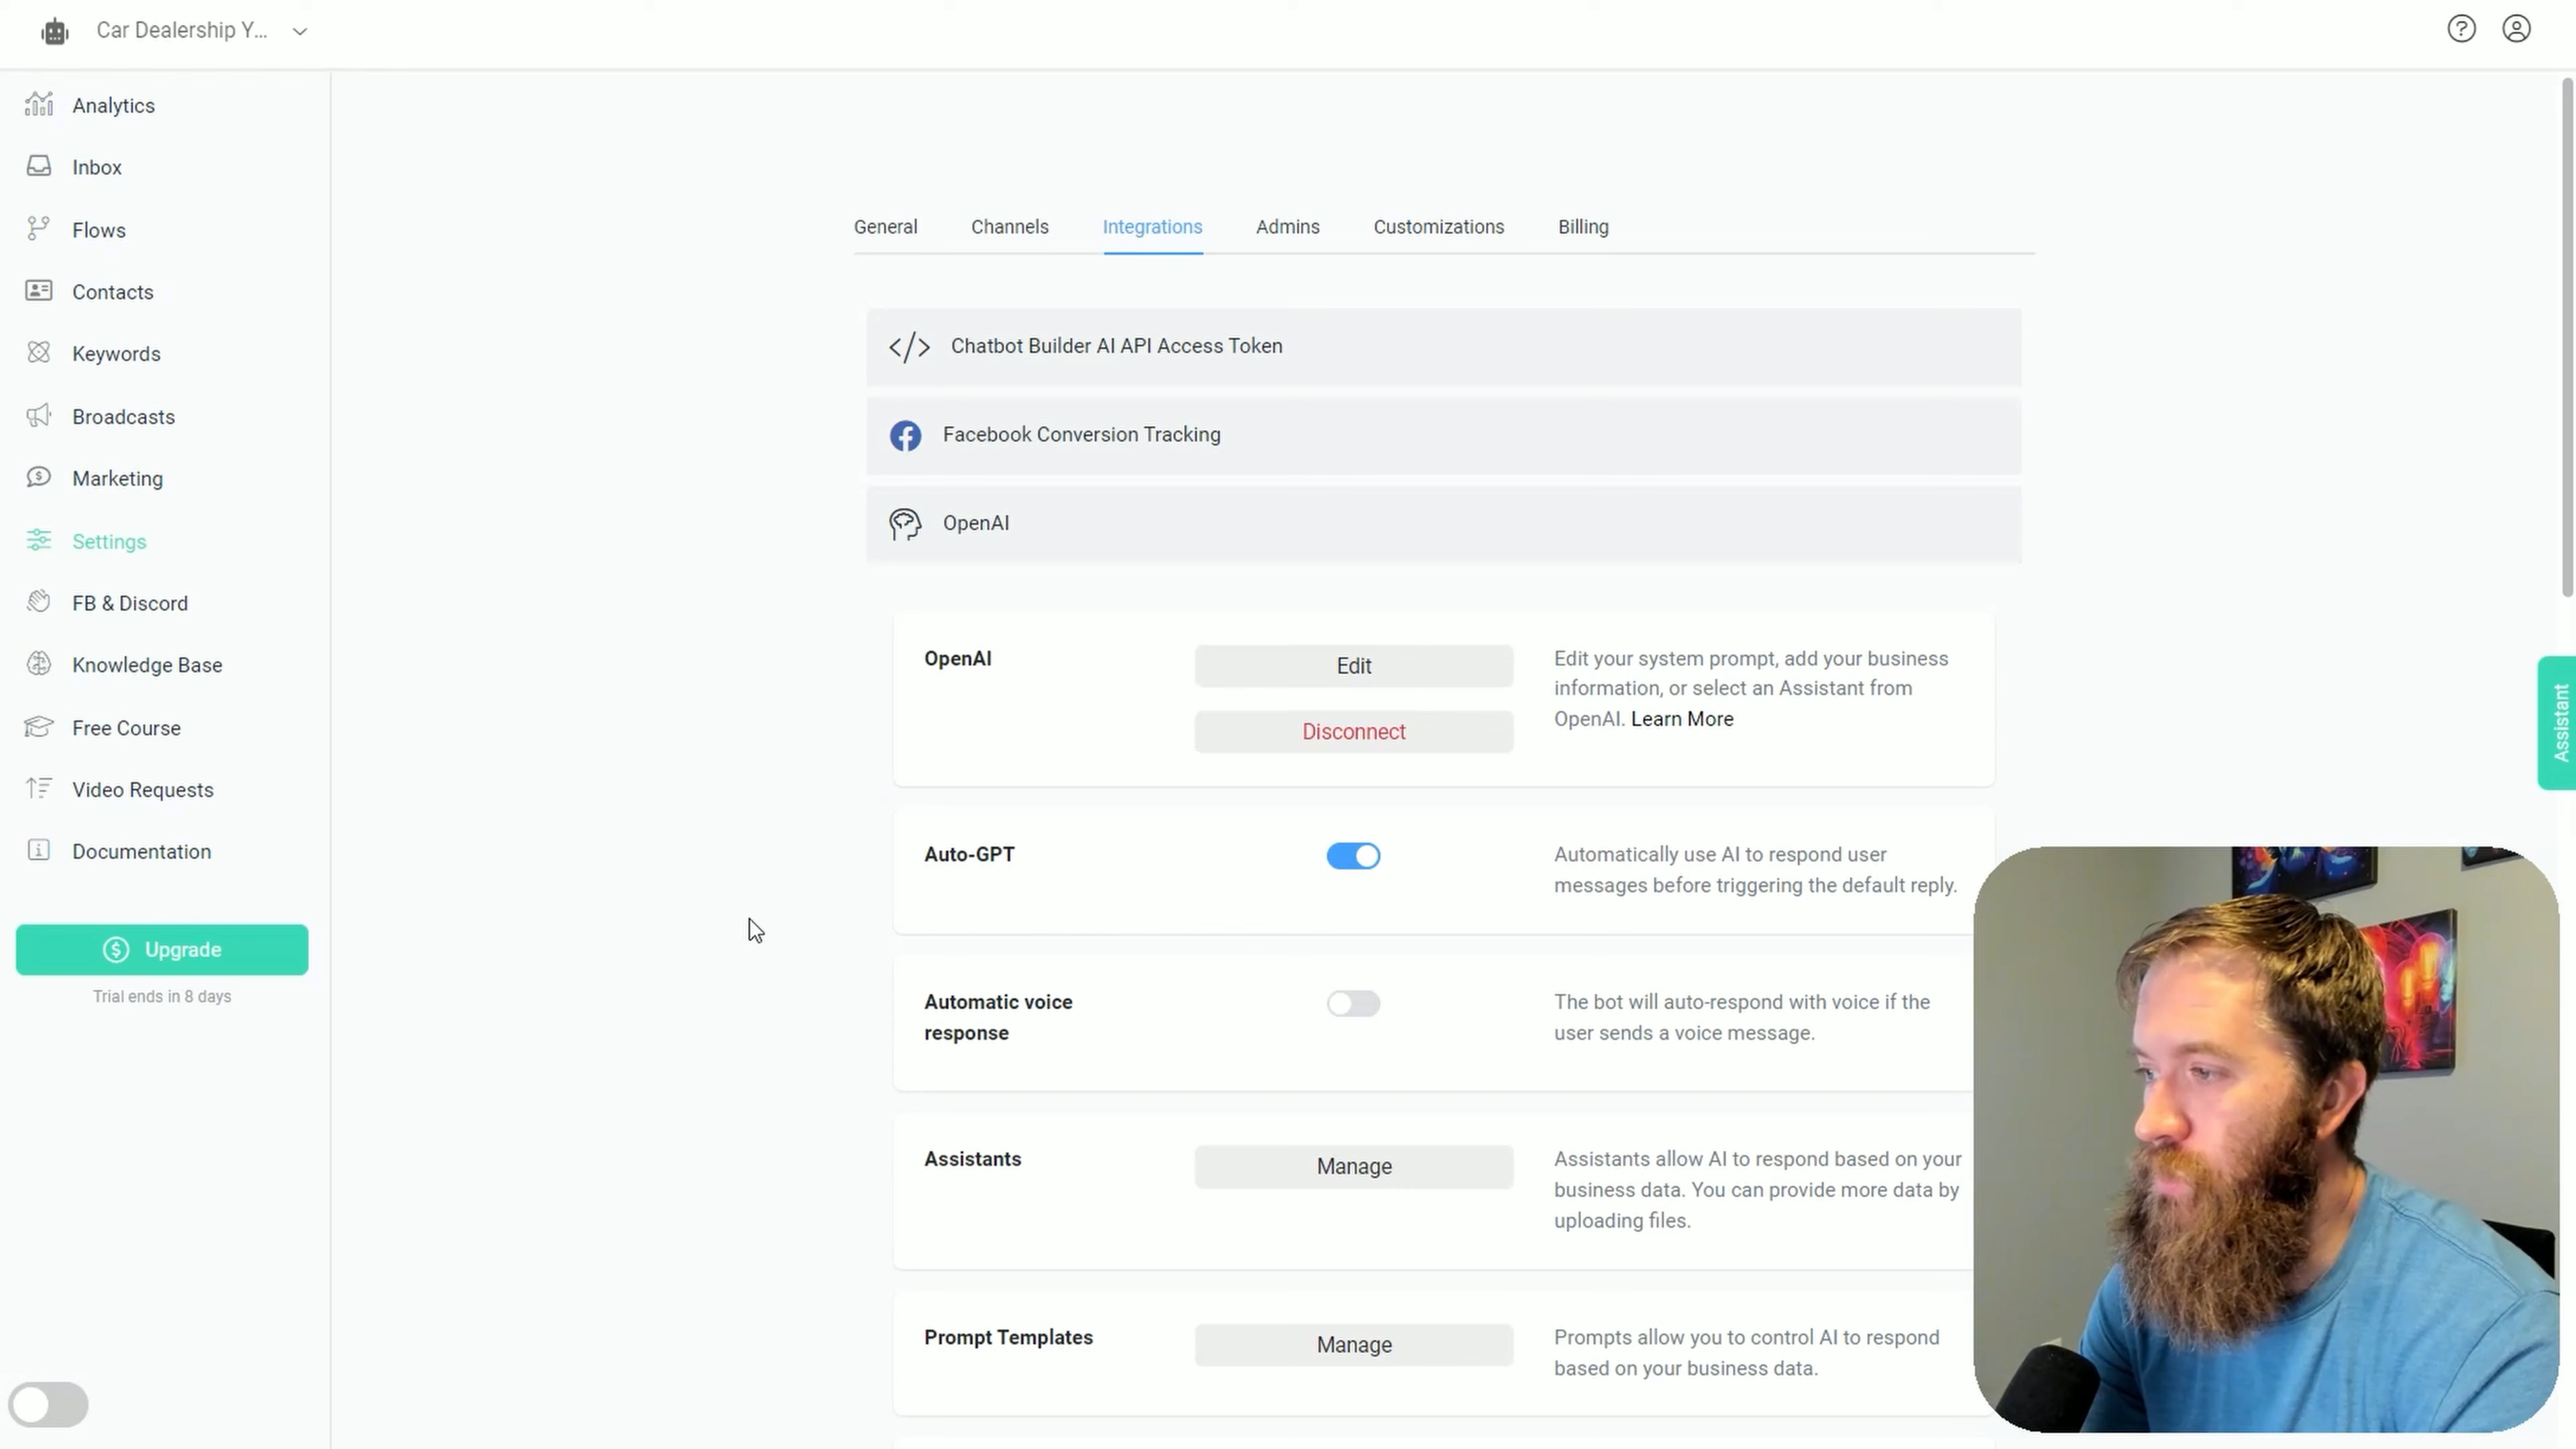 Car Dealership Y...
Analytics
Inbox
Flows
Contacts
Keywords
Broadcasts
Marketing
Settings
FB & Discord
Knowledge Base
Free Course
Video Requests
Documentation
Upgrade
Trial ends in 8 days
General Channels Integrations Admins Customizations Billing
Chatbot Builder AI API Access Token
Facebook Conversion Tracking
OpenAI
OpenAI
Edit
Disconnect
Edit your system prompt, add your business
information, or select an Assistant from
OpenAI. Learn More
Auto-GPT
Automatically use AI to respond user
messages before triggering the default reply.
Automatic voice
response
The bot will auto-respond with voice if the
user sends a voice message.
Assistants
Manage
Assistants allow AI to respond based on your
business data. You can provide more data by
uploading files.
Prompt Templates
Manage
Prompts allow you to control AI to respond
based on your business data.
Assistant